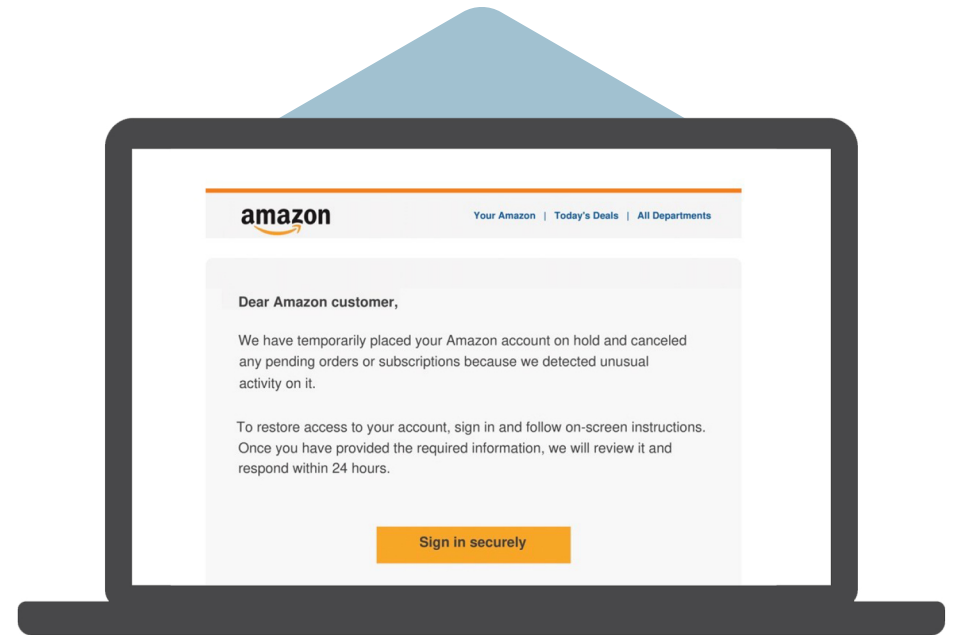 amazon
Your Amazon | Today's Deals | All Departments
Dear Amazon customer,
We have temporarily placed your Amazon account on hold and canceled
any pending orders or subscriptions because we detected unusual
activity on it.
To restore access to your account, sign in and follow on-screen instructions.
Once you have provided the required information, we will review it and
respond within 24 hours.
Sign in securely